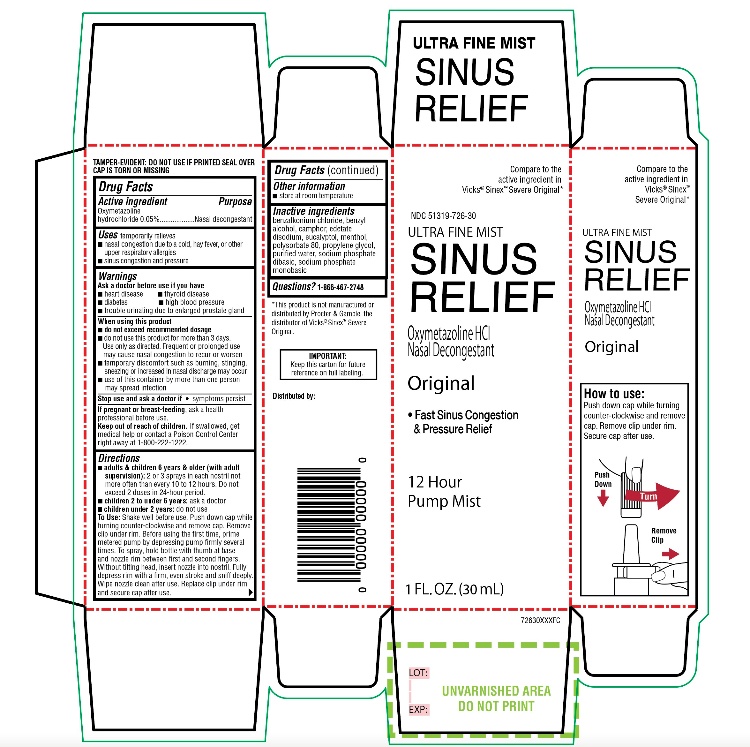 TAMPER-EVIDENT: DO NOT USE IF PRINTED SEAL OVER
CAP IS TORN OR MISSING
Drug Facts
Active ingredient Purpose
Oxymetazoline
hydrochloride 0.05%...................Nasal decongestant
Uses temporarily relieves
■ nasal congestion due to a cold, hay fever, or other
upper respiratory allergies
■ sinus congestion and pressure
Warnings
Ask a doctor before use if you have
■ heart disease ■ thyroid disease
■ diabetes ■ high blood pressure
■ trouble urinating due to enlarged prostate gland
When using this product
■ do not exceed recommended dosage
■ do not use this product for more than 3 days.
Use only as directed. Frequent or prolonged use
may cause nasal congestion to recur or worsen
■ temporary discomfort such as burning, stinging,
sneezing or increased in nasal discharge may occur
■ use of this container by more than one person
may spread infection
Stop use and ask a doctor if • symptoms persist
If pregnant or breast-feeding, ask a health
professional before use.
Keep out of reach of children. If swallowed, get
medical help or contact a Poison Control Center
right away at 1-800-222-1222
Directions
■ adults & children 6 years & older (with adult
supervision): 2 or 3 sprays in each nostril not
more often than every 10 to 12 hours. Do not
exceed 2 doses in 24-hour period.
■ children 2 to under 6 years: ask a doctor
■ children under 2 years: do not use
To Use: Shake well before use. Push down cap while
turning counter-clockwise and remove cap. Remove
clip under rim. Before using the first time, prime
metered pump by depressing pump firmly several
times. To spray, hold bottle with thumb at base
and nozzle rim between first and second fingers
Without tilting head, insert nozzle into nostril. Fully
depress rim with a firm, even stroke and sniff deeply.
Wipe nozzle clean after use. Replace clip under rim
and secure cap after use.
Drug Facts (continued)
Other information
■ store at room temperature
Inactive ingredients
benzalkonium chloride, benzyl
alcohol, camphor, edetate
disodium, eucalyptol, menthol,
polysorbate 80, propylene glycol,
purified water, sodium phosphate
dibasic, sodium phosphate
monobasic
Questions? 1-866-467-2748
*This product is not manufactured or
distributed by Procter & Gamble, the
distributor of Vicks® Sinex™ Severe
Original.
IMPORTANT:
Keep this carton for future
reference on full labeling.
Distributed by:
0 00000 00000 0
ULTRA FINE MIST
SINUS
RELIEF
Compare to the
active ingredient in
Vicks® Sinex™ Severe Original*
NDC 51319-726-30
ULTRA FINE MIST
SINUS
RELIEF
Oxymetazoline HCl
Nasal Decongestant
Original
• Fast Sinus Congestion
& Pressure Relief
12 Hour
Pump Mist
1 FL. OZ. (30 mL)
72630XXXFC
LOT:
EXP:
UNVARNISHED AREA
DO NOT PRINT
Compare to the
active ingredient in
Vicks® Sinex™
Severe Original*
ULTRA FINE MIST
SINUS
RELIEF
Oxymetazoline HCl
Nasal Decongestant
Original
How to use:
Push down cap while turning
counter-clockwise and remove
cap. Remove clip under rim.
Secure cap after use.
Push
Down
Turn
Remove
Clip